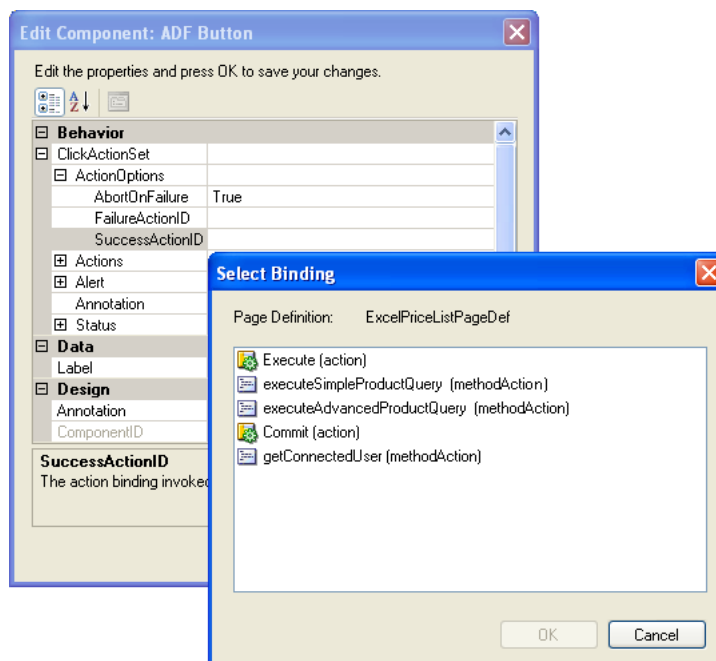 Edit Component: ADF Button
Edit the properties and press OK to save your changes.
Behavior
ClickActionSet
ActionOptions
AbortOnFailure True
FailureActionID
SuccessActionID
Actions
Alert
Annotation
Status
Data
Label
Design
Annotation
ComponentID
SuccessActionID
The action binding invoked
Select Binding
Page Definition: ExcelPriceListPageDef
Execute (action)
executeSimpleProductQuery (methodAction)
executeAdvancedProductQuery (methodAction)
Commit (action)
getConnectedUser (methodAction)
OK Cancel